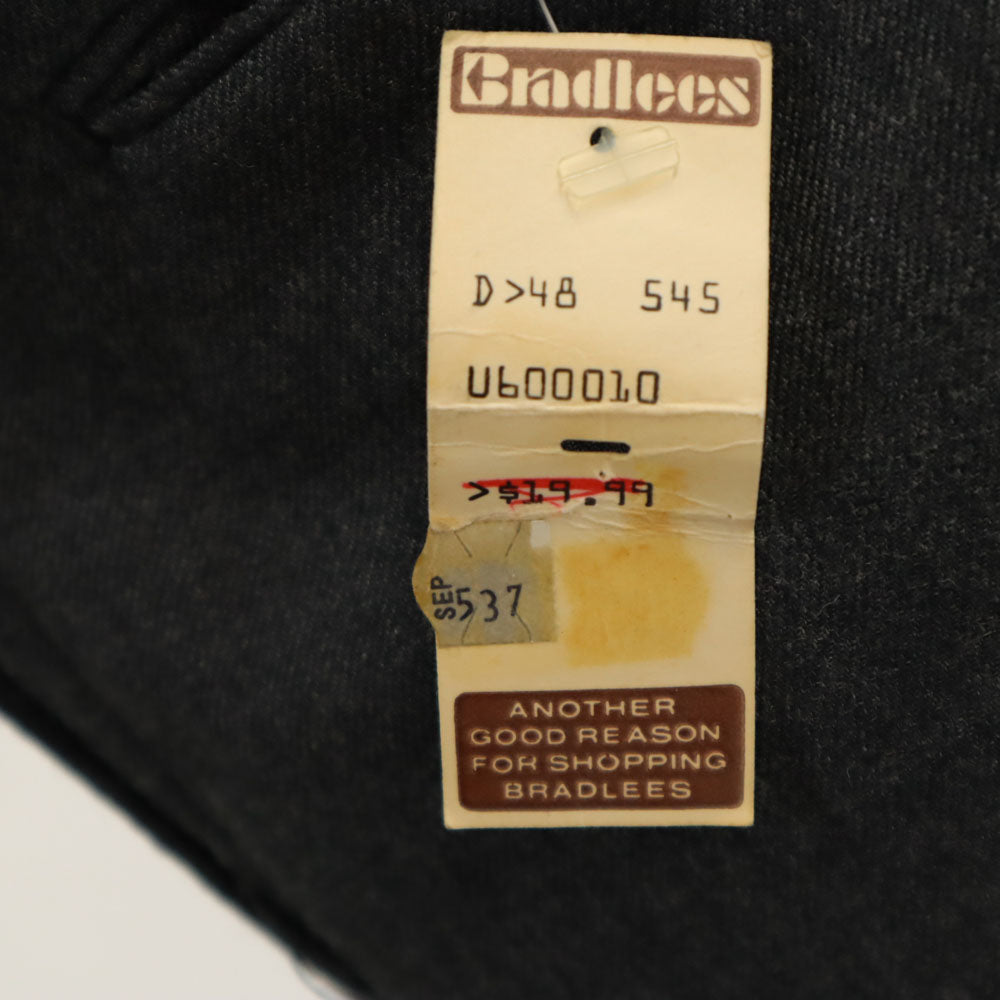 Bradlees
D>48 545
U600010
>$19.99
SEP
537
ANOTHER
GOOD REASON
FOR SHOPPING
BRADLEES